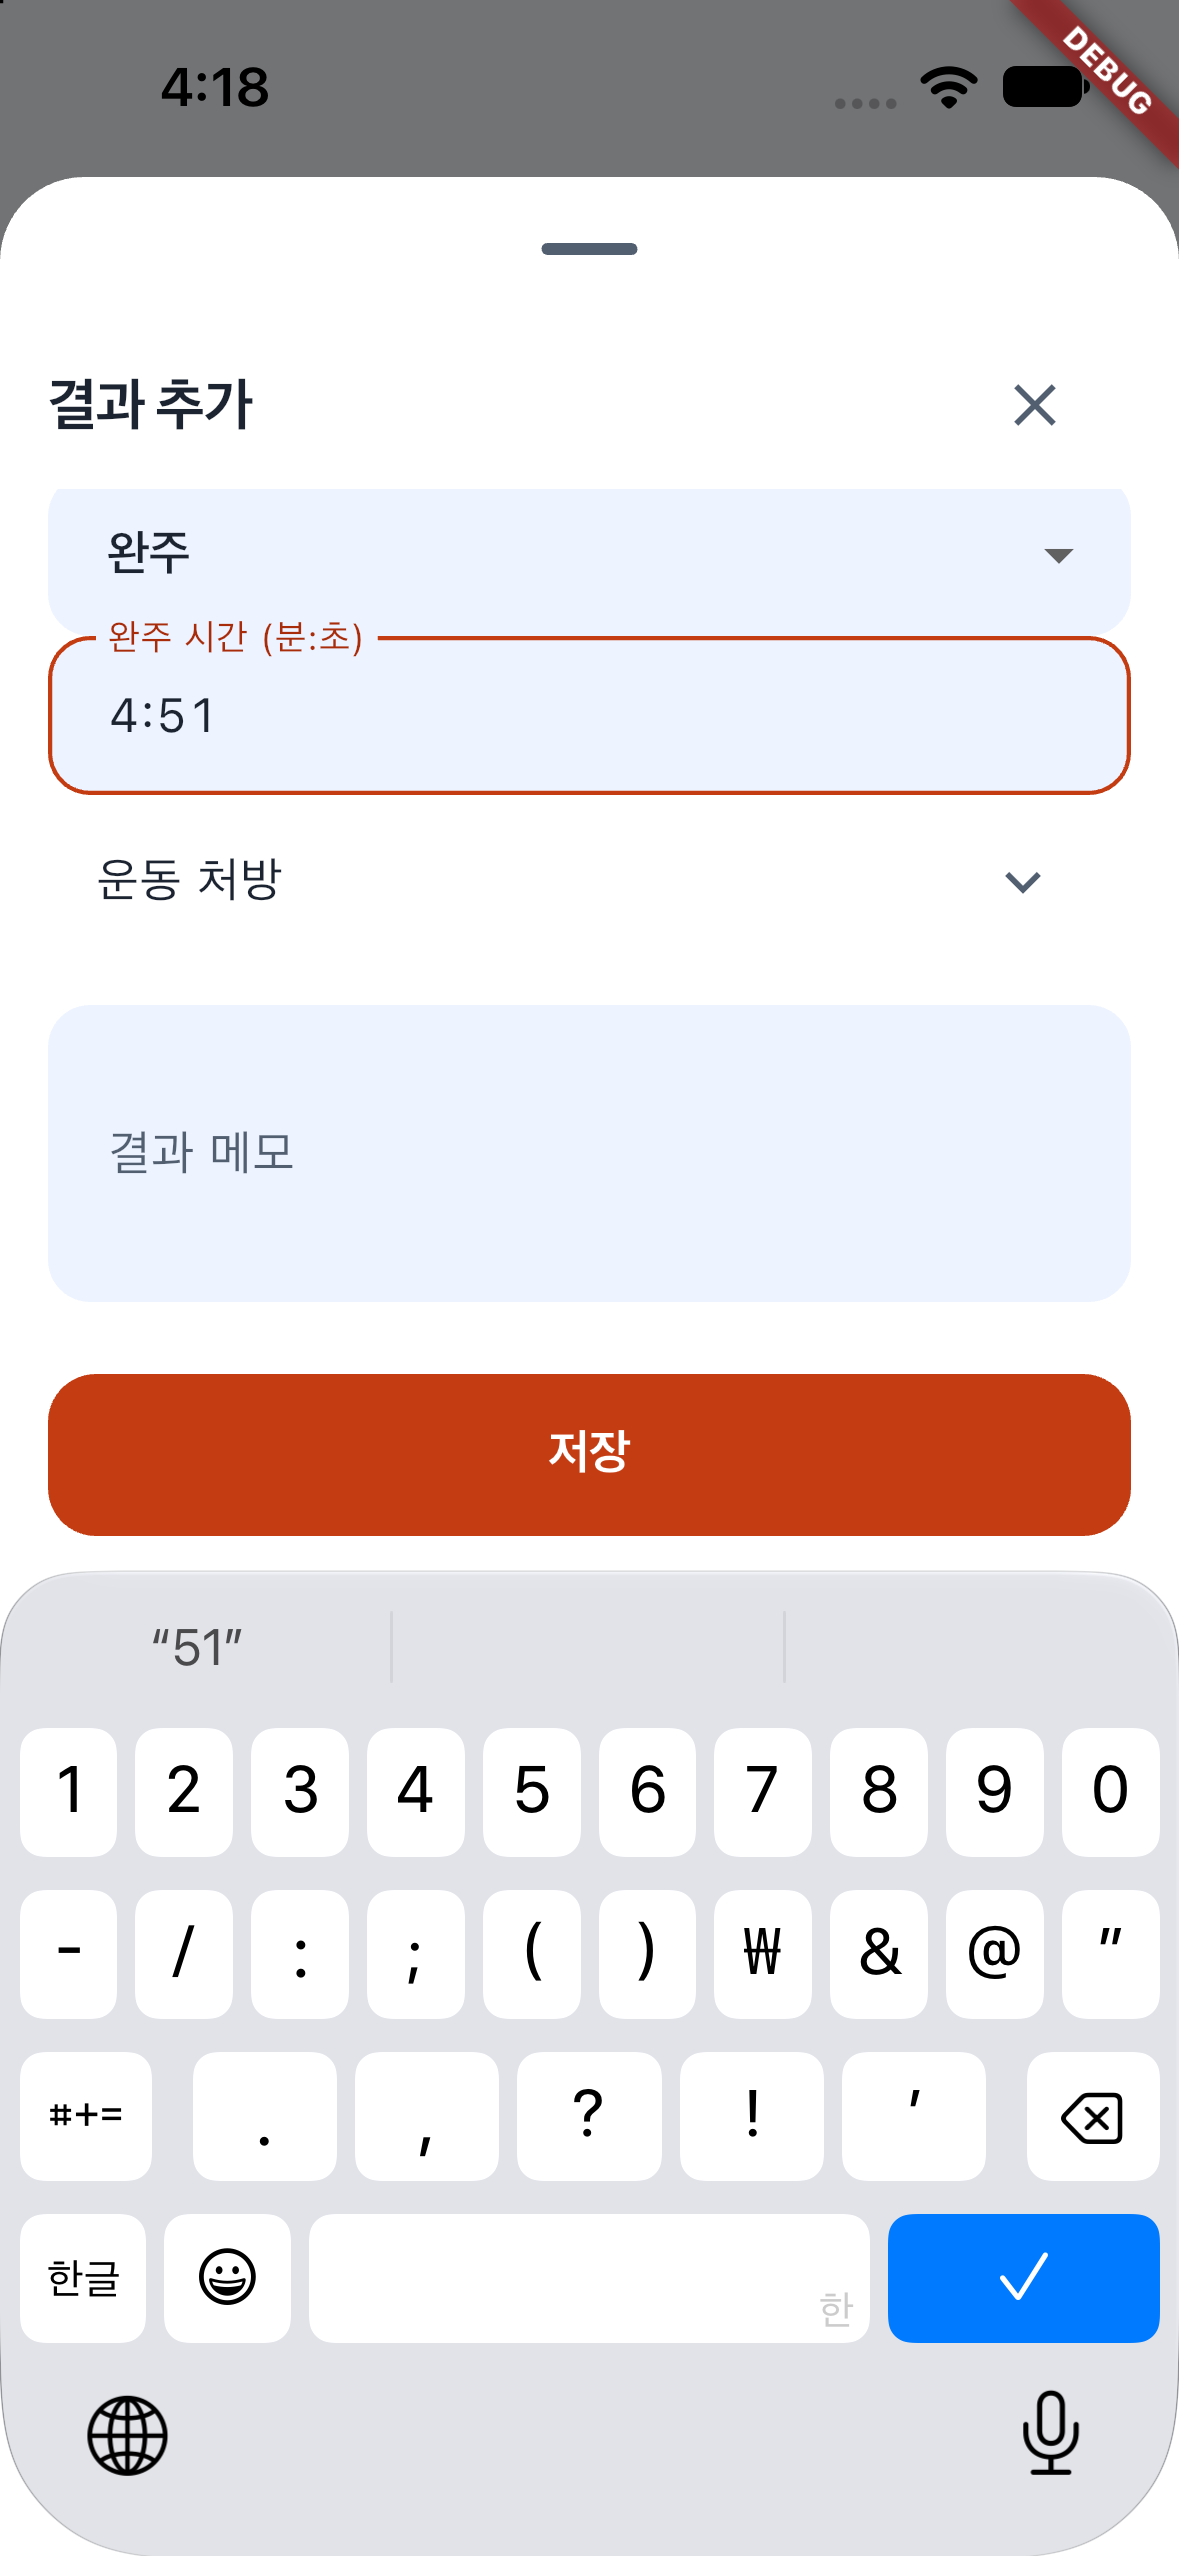 4:18
DEBUG
결과 추가
완주
완주 시간 (분:초)
4:51
운동 처방
결과 메모
저장
“51”
1 2 3 4 5 6 7 8 9 0
- / : ; ( ) ₩ & @ "
#+= . , ? ! '
한글 한